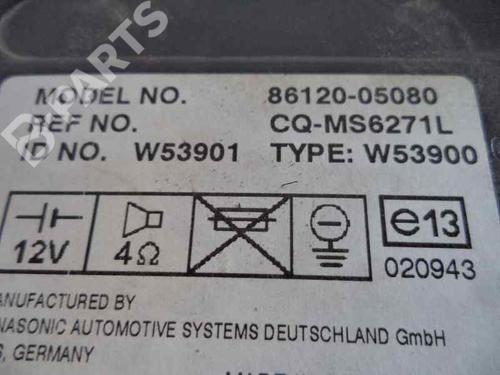 MODEL NO. 86120-05080
REF NO. CQ-MS6271L
ID NO. W53901 TYPE: W53900
12V 4Ω e13
020943
ANUFACTURED BY
NASONIC AUTOMOTIVE SYSTEMS DEUTSCHLAND GmbH
S, GERMANY
PARTS